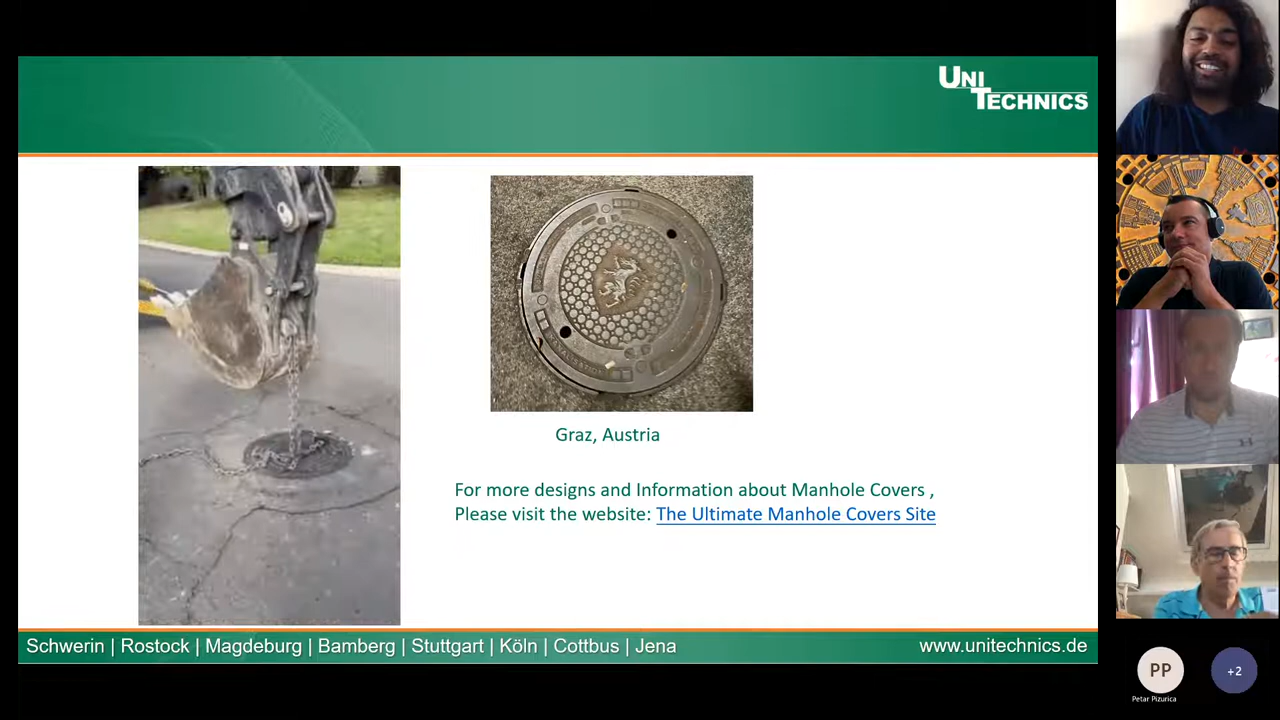 UNI
TECHNICS
Graz, Austria
For more designs and Information about Manhole Covers ,
Please visit the website: The Ultimate Manhole Covers Site
Schwerin | Rostock | Magdeburg | Bamberg | Stuttgart | Köln | Cottbus | Jena
www.unitechnics.de
PP
+2
Petar Pizurica